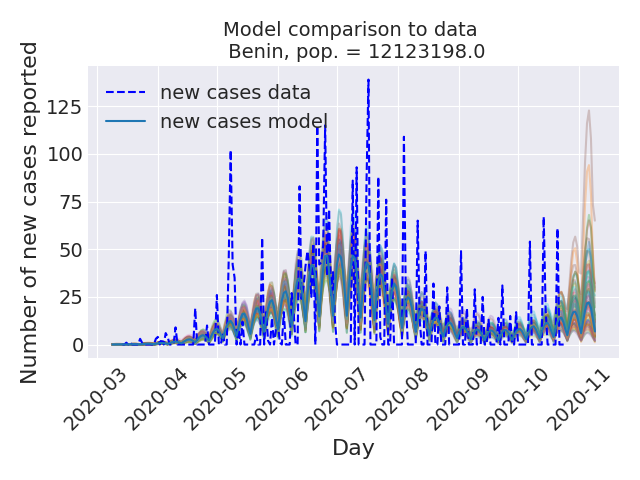 Model comparison to data
Benin, pop. = 12123198.0
Number of new cases reported
new cases data
new cases model
125
100
75
50
25
0
2020-03
2020-04
2020-05
2020-06
2020-07
2020-08
2020-09
2020-10
2020-11
Day